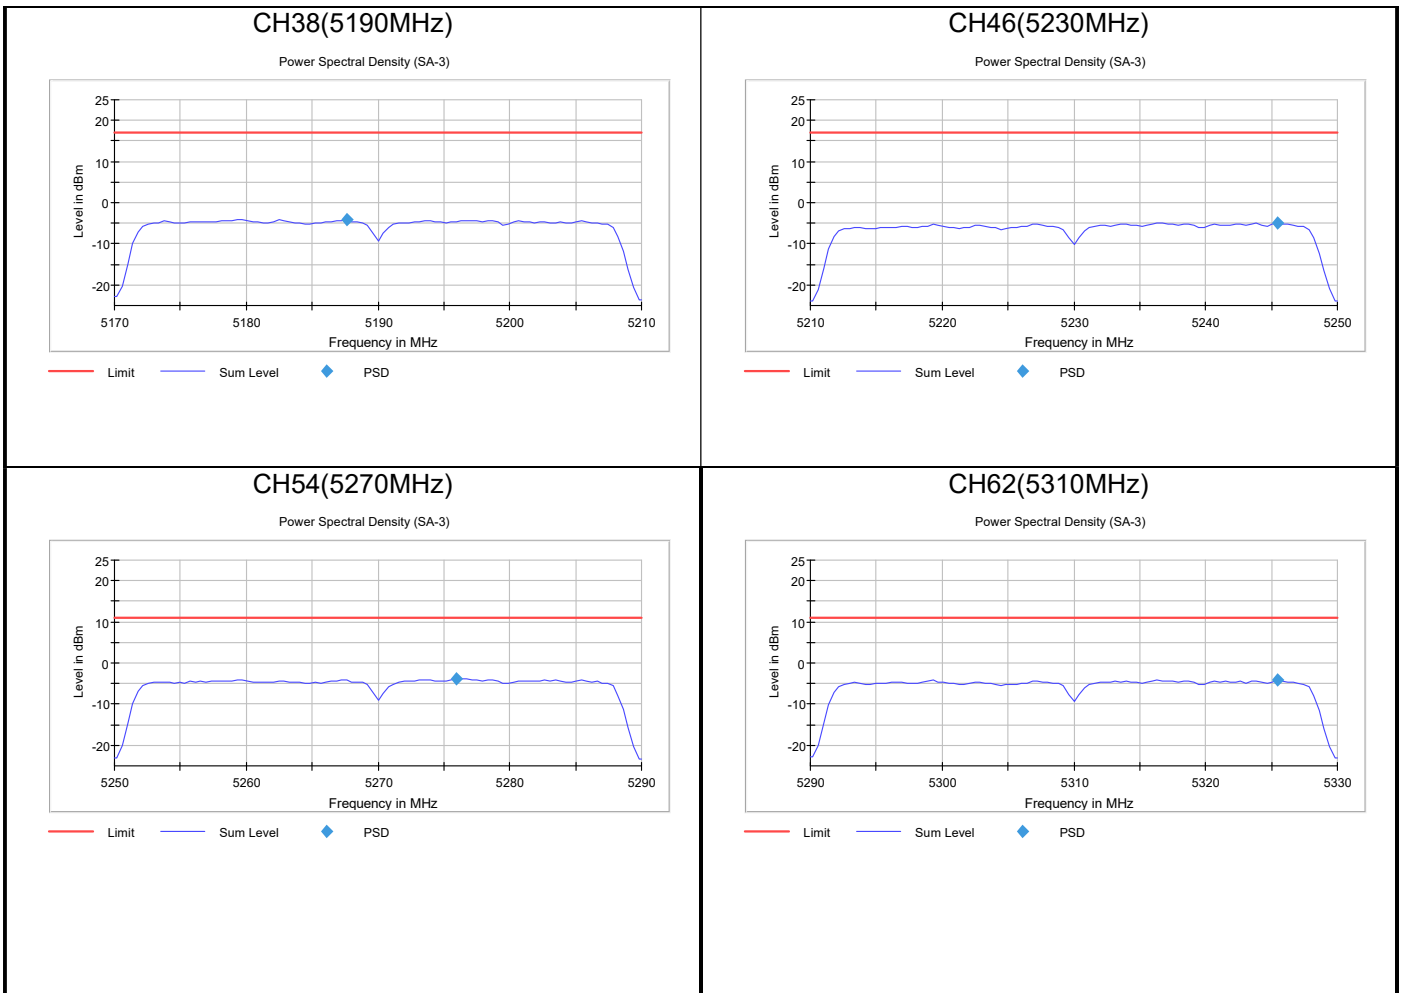 CH38(5190MHz)
Power Spectral Density (SA-3)
25
20
10
0
-10
-20
Level in dBm
5170 5180 5190 5200 5210
Frequency in MHz
Limit Sum Level PSD
CH46(5230MHz)
Power Spectral Density (SA-3)
25
20
10
0
-10
-20
Level in dBm
5210 5220 5230 5240 5250
Frequency in MHz
Limit Sum Level PSD
CH54(5270MHz)
Power Spectral Density (SA-3)
25
20
10
0
-10
-20
Level in dBm
5250 5260 5270 5280 5290
Frequency in MHz
Limit Sum Level PSD
CH62(5310MHz)
Power Spectral Density (SA-3)
25
20
10
0
-10
-20
Level in dBm
5290 5300 5310 5320 5330
Frequency in MHz
Limit Sum Level PSD